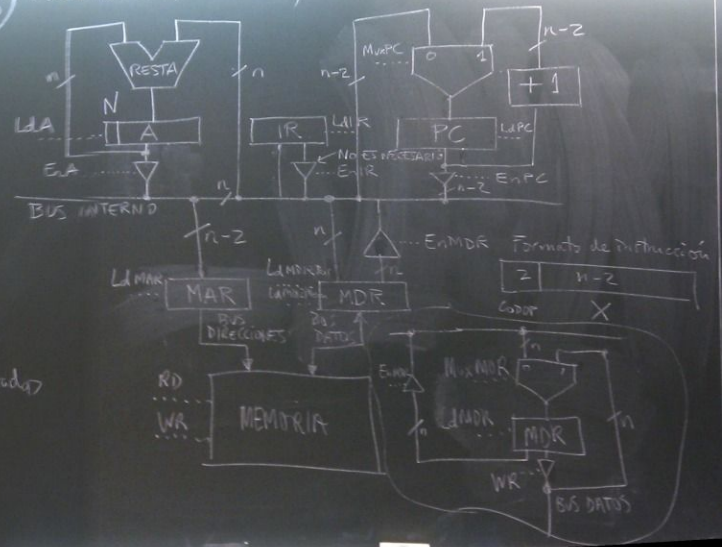 n
RESTA
n
N
LdA
A
EnA
BUS INTERNO
n
IR
LdIR
NO ES NECESARIO
EnIR
MuxPC
0
1
n-2
n-2
+1
PC
LdPC
EnPC
n-2
n-2
n
EnMDR
n
LdMAR
MAR
MDR
BUS
DIRECCIONES
BUS
DATOS
RD
WR
MEMORIA
Formato de Instrucción
2
n-2
CODOP
X
n
MuxMDR
0
1
n
LdMDR
MDR
n
WR
BUS DATOS